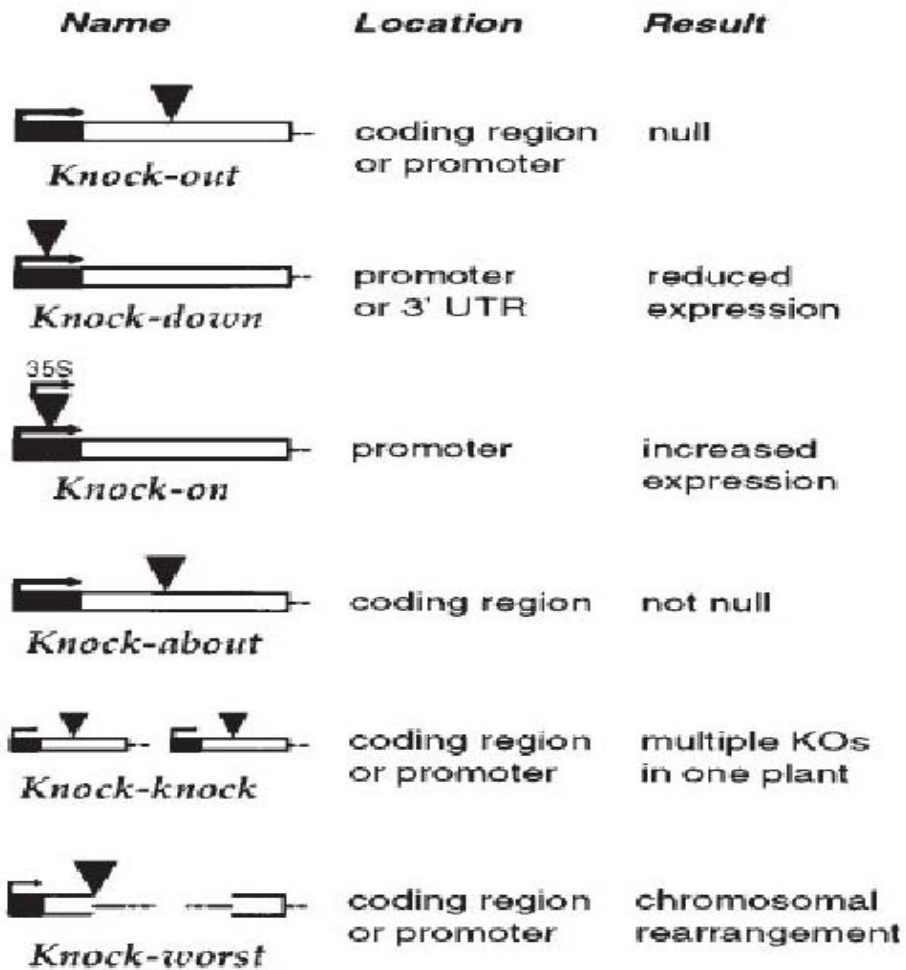 Name Location Result
coding region null
or promoter
Knock-out
promoter reduced
or 3' UTR expression
Knock-down
35S
promoter increased
expression
Knock-on
coding region not null
Knock-about
coding region multiple KOs
or promoter in one plant
Knock-knock
coding region chromosomal
or promoter rearrangement
Knock-worst